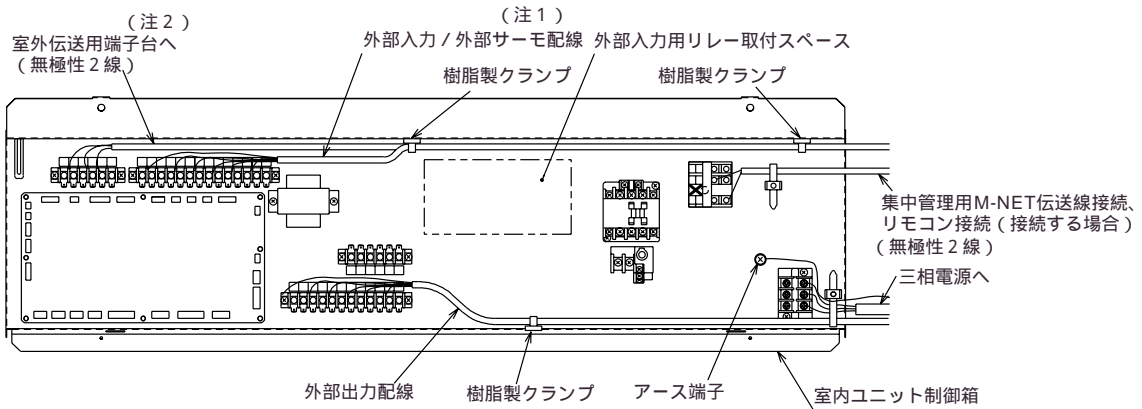 (注2)
室外伝送用端子台へ
(無極性2線)
(注1)
外部入力/外部サーモ配線
外部入力用リレー取付スペース
樹脂製クランプ
樹脂製クランプ
集中管理用M-NET伝送線接続、
リモコン接続(接続する場合)
(無極性2線)
三相電源へ
外部出力配線
樹脂製クランプ
アース端子
室内ユニット制御箱